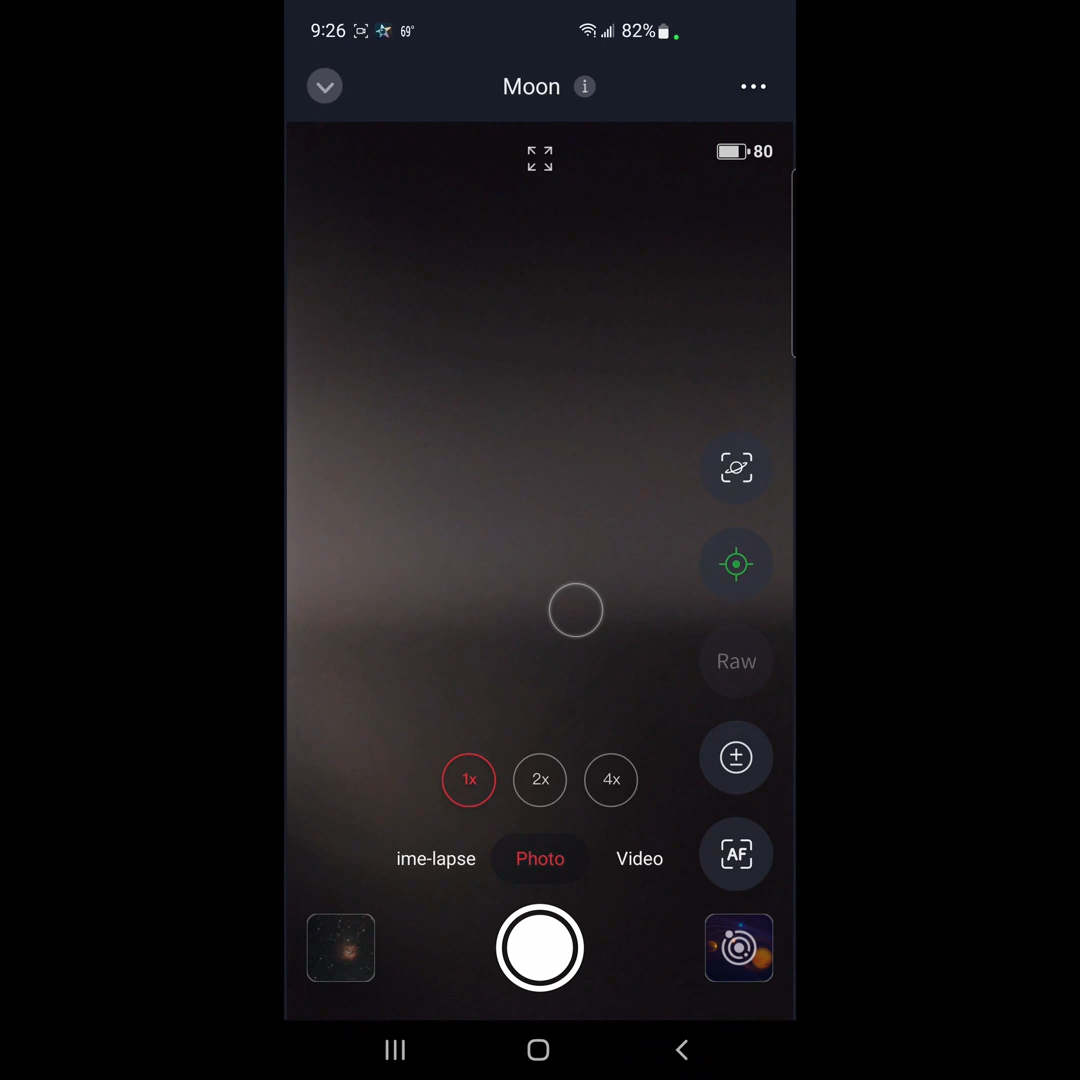 9:26 69° 82%
Moon i
80
Raw
1x 2x 4x
ime-lapse Photo Video
AF